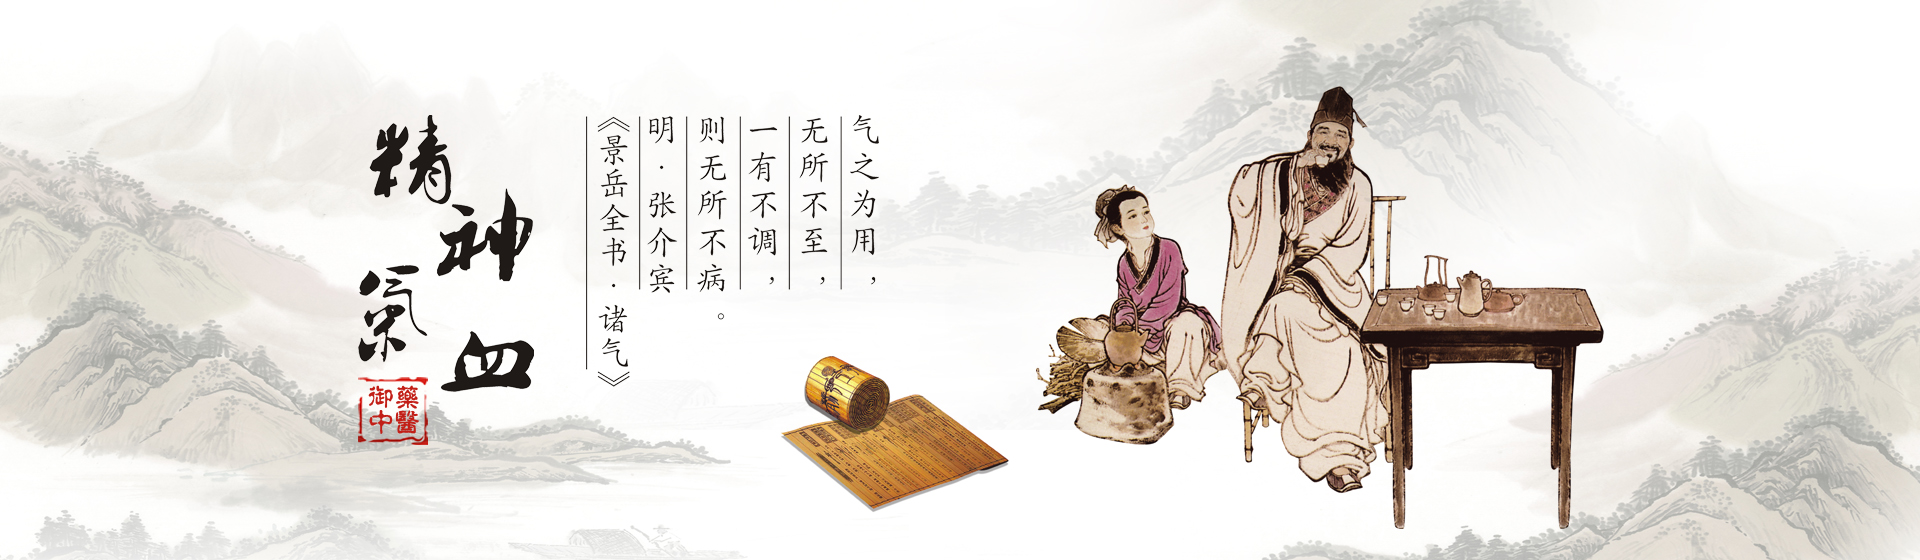 气之为用，
无所不至，
一有不调，
则无所不病。
明·张介宾
《景岳全书·诸气》
精神
氣血
藥醫
御中